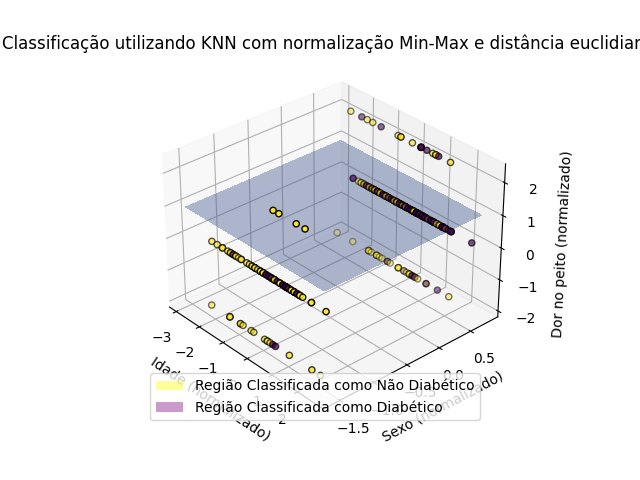 Classificação utilizando KNN com normalização Min-Max e distância euclidian
2
1
0
−1
−2
Dor no peito (normalizado)
−3
−2
−1
2
Idade (normalizado)
0.5
0.0
−1.5
Sexo (normalizado)
Região Classificada como Não Diabético
Região Classificada como Diabético